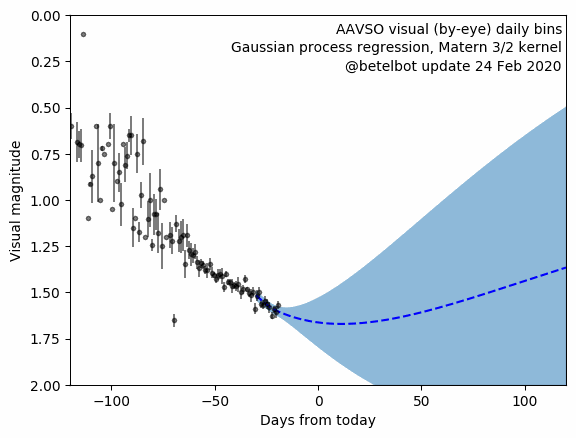 AAVSO visual (by-eye) daily bins
Gaussian process regression, Matern 3/2 kernel
@betelbot update 24 Feb 2020
Visual magnitude
0.00
0.25
0.50
0.75
1.00
1.25
1.50
1.75
2.00
−100
−50
0
50
100
Days from today